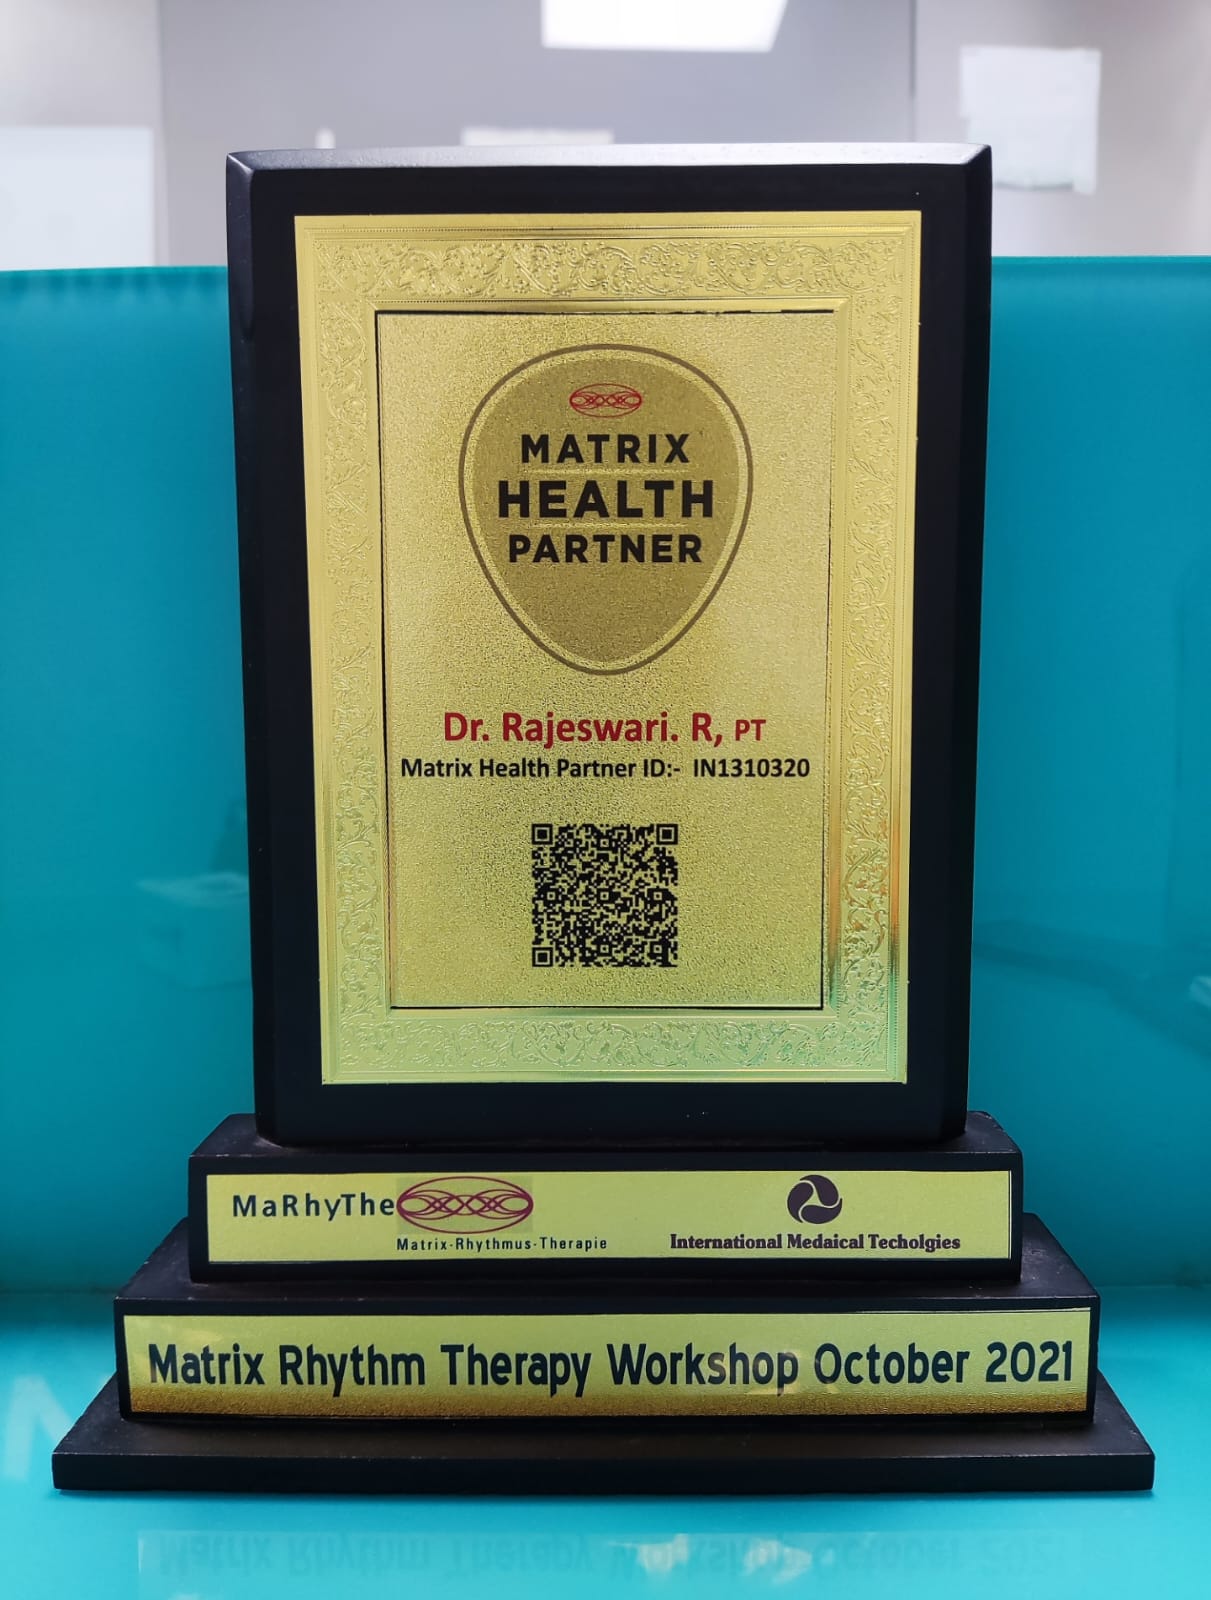 MATRIX
HEALTH
PARTNER
Dr. Rajeswari. R, PT
Matrix Health Partner ID:- IN1310320
MaRhyThe
Matrix-Rhythmus-Therapie
International Medaical Techolgies
Matrix Rhythm Therapy Workshop October 2021